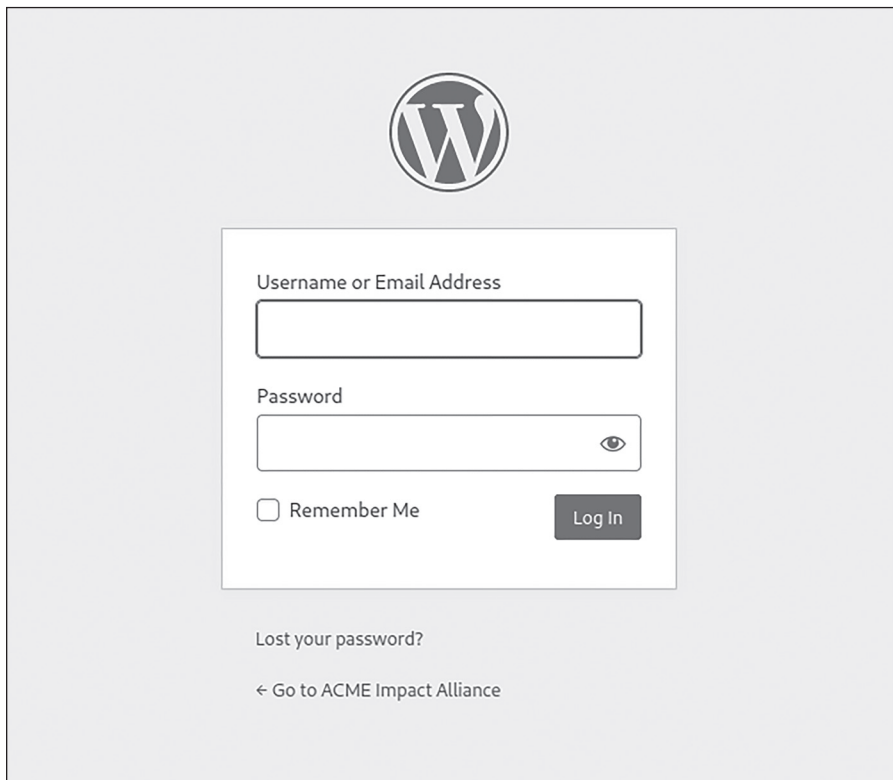 Username or Email Address
Password
Remember Me
Log In
Lost your password?
← Go to ACME Impact Alliance